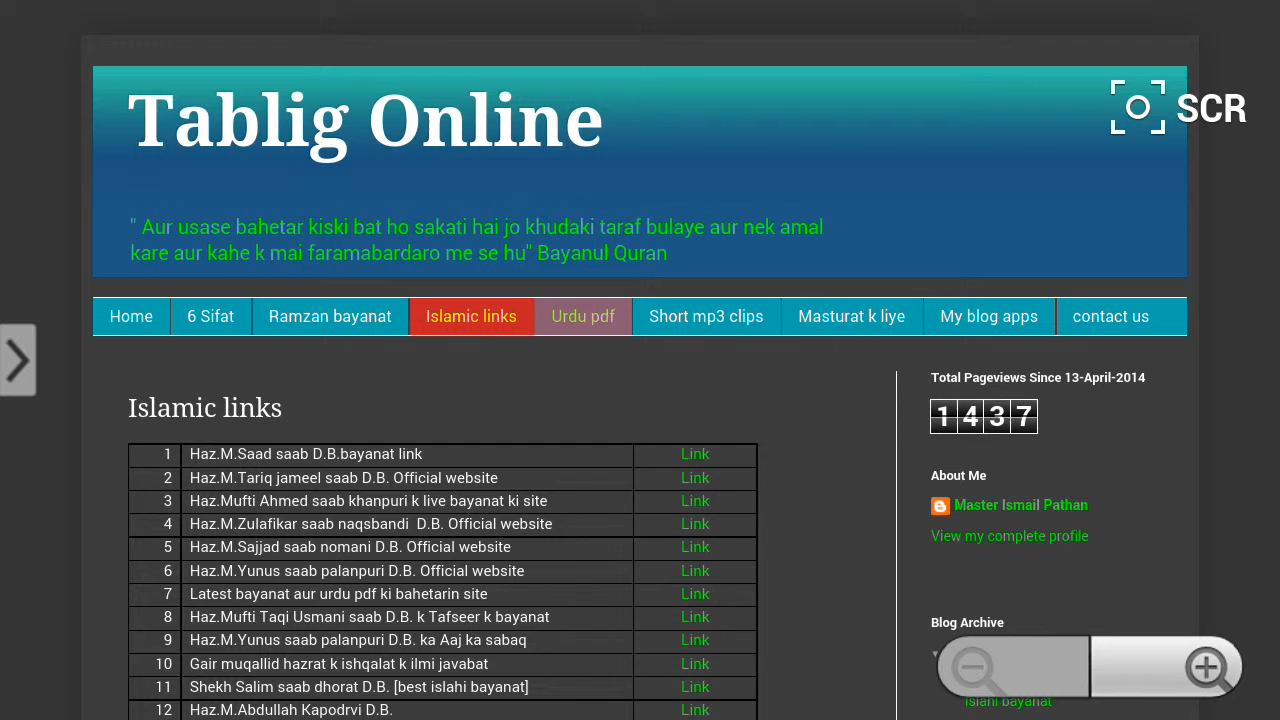 Tablig Online
SCR
" Aur usase bahetar kiski bat ho sakati hai jo khudaki taraf bulaye aur nek amal
kare aur kahe k mai faramabardaro me se hu" Bayanul Quran
Home 6 Sifat Ramzan bayanat Islamic links Urdu pdf Short mp3 clips Masturat k liye My blog apps contact us
Islamic links
1 Haz.M.Saad saab D.B.bayanat link Link
2 Haz.M.Tariq jameel saab D.B. Official website Link
3 Haz.Mufti Ahmed saab khanpuri k live bayanat ki site Link
4 Haz.M.Zulafikar saab naqsbandi D.B. Official website Link
5 Haz.M.Sajjad saab nomani D.B. Official website Link
6 Haz.M.Yunus saab palanpuri D.B. Official website Link
7 Latest bayanat aur urdu pdf ki bahetarin site Link
8 Haz.Mufti Taqi Usmani saab D.B. k Tafseer k bayanat Link
9 Haz.M.Yunus saab palanpuri D.B. ka Aaj ka sabaq Link
10 Gair muqallid hazrat k ishqalat k ilmi javabat Link
11 Shekh Salim saab dhorat D.B. [best islahi bayanat] Link
12 Haz.M.Abdullah Kapodrvi D.B. Link
Total Pageviews Since 13-April-2014
1437
About Me
Master Ismail Pathan
View my complete profile
Blog Archive
Islahi bayanat